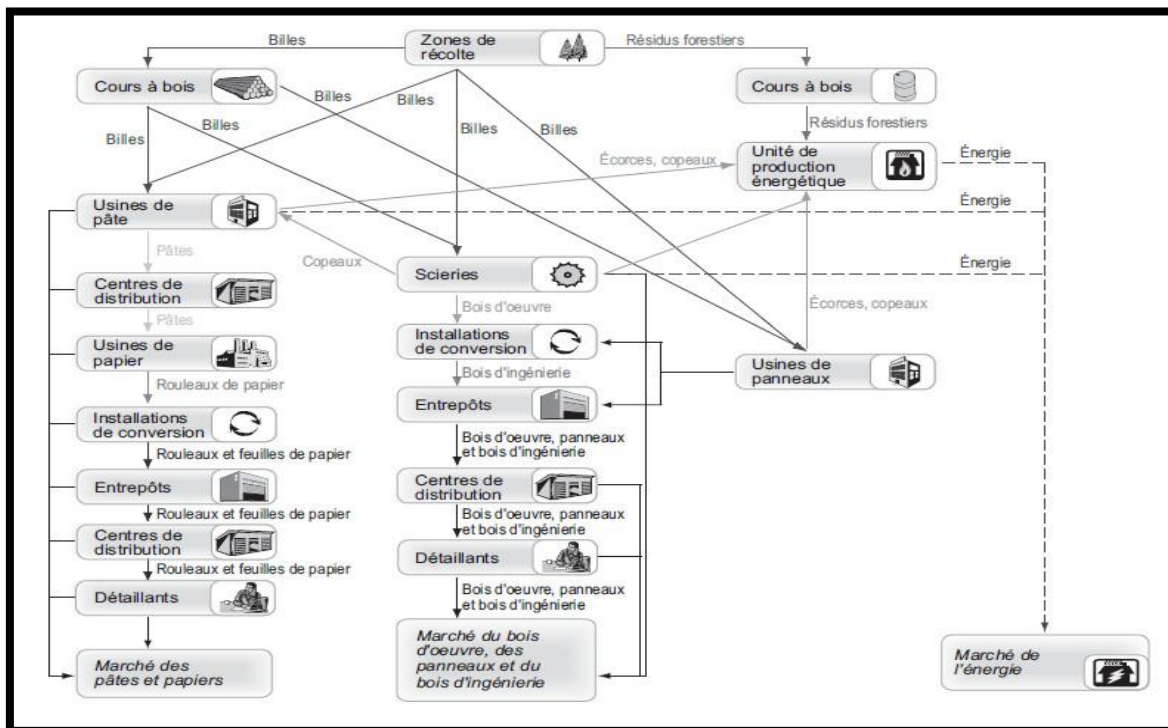 Billes
Zones de
récolte
Résidus forestiers
Cours à bois
Billes
Billes
Billes
Billes
Billes
Billes
Cours à bois
Résidus forestiers
Écorces, copeaux
Unité de
production
énergétique
Énergie
Usines de
pâte
Énergie
Pâtes
Copeaux
Scieries
Énergie
Centres de
distribution
Bois d'oeuvre
Écorces, copeaux
Pâtes
Usines de
papier
Installations
de conversion
Usines de
panneaux
Rouleaux de papier
Bois d'ingénierie
Entrepôts
Installations
de conversion
Bois d'oeuvre, panneaux
et bois d'ingénierie
Rouleaux et feuilles de papier
Entrepôts
Centres de
distribution
Rouleaux et feuilles de papier
Bois d'oeuvre, panneaux
et bois d'ingénierie
Centres de
distribution
Détaillants
Rouleaux et feuilles de papier
Bois d'oeuvre, panneaux
et bois d'ingénierie
Détaillants
Marché des
pâtes et papiers
Marché du bois
d'oeuvre, des
panneaux et du
bois d'ingénierie
Marché de
l'énergie